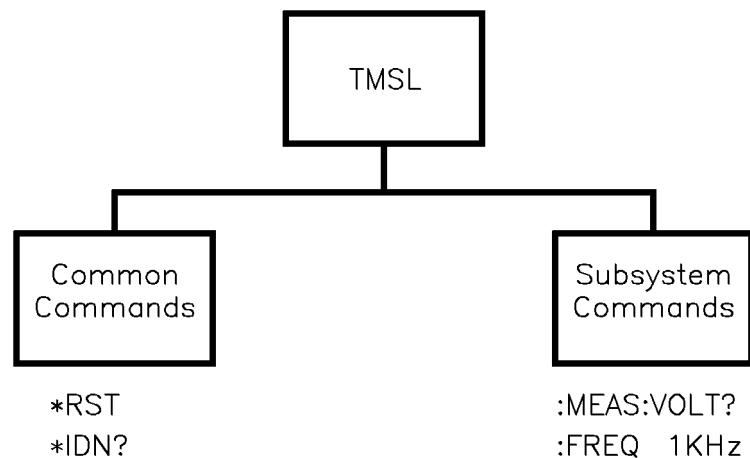 TMSL
Common
Commands
Subsystem
Commands
*RST
*IDN?
:MEAS:VOLT?
:FREQ 1KHz